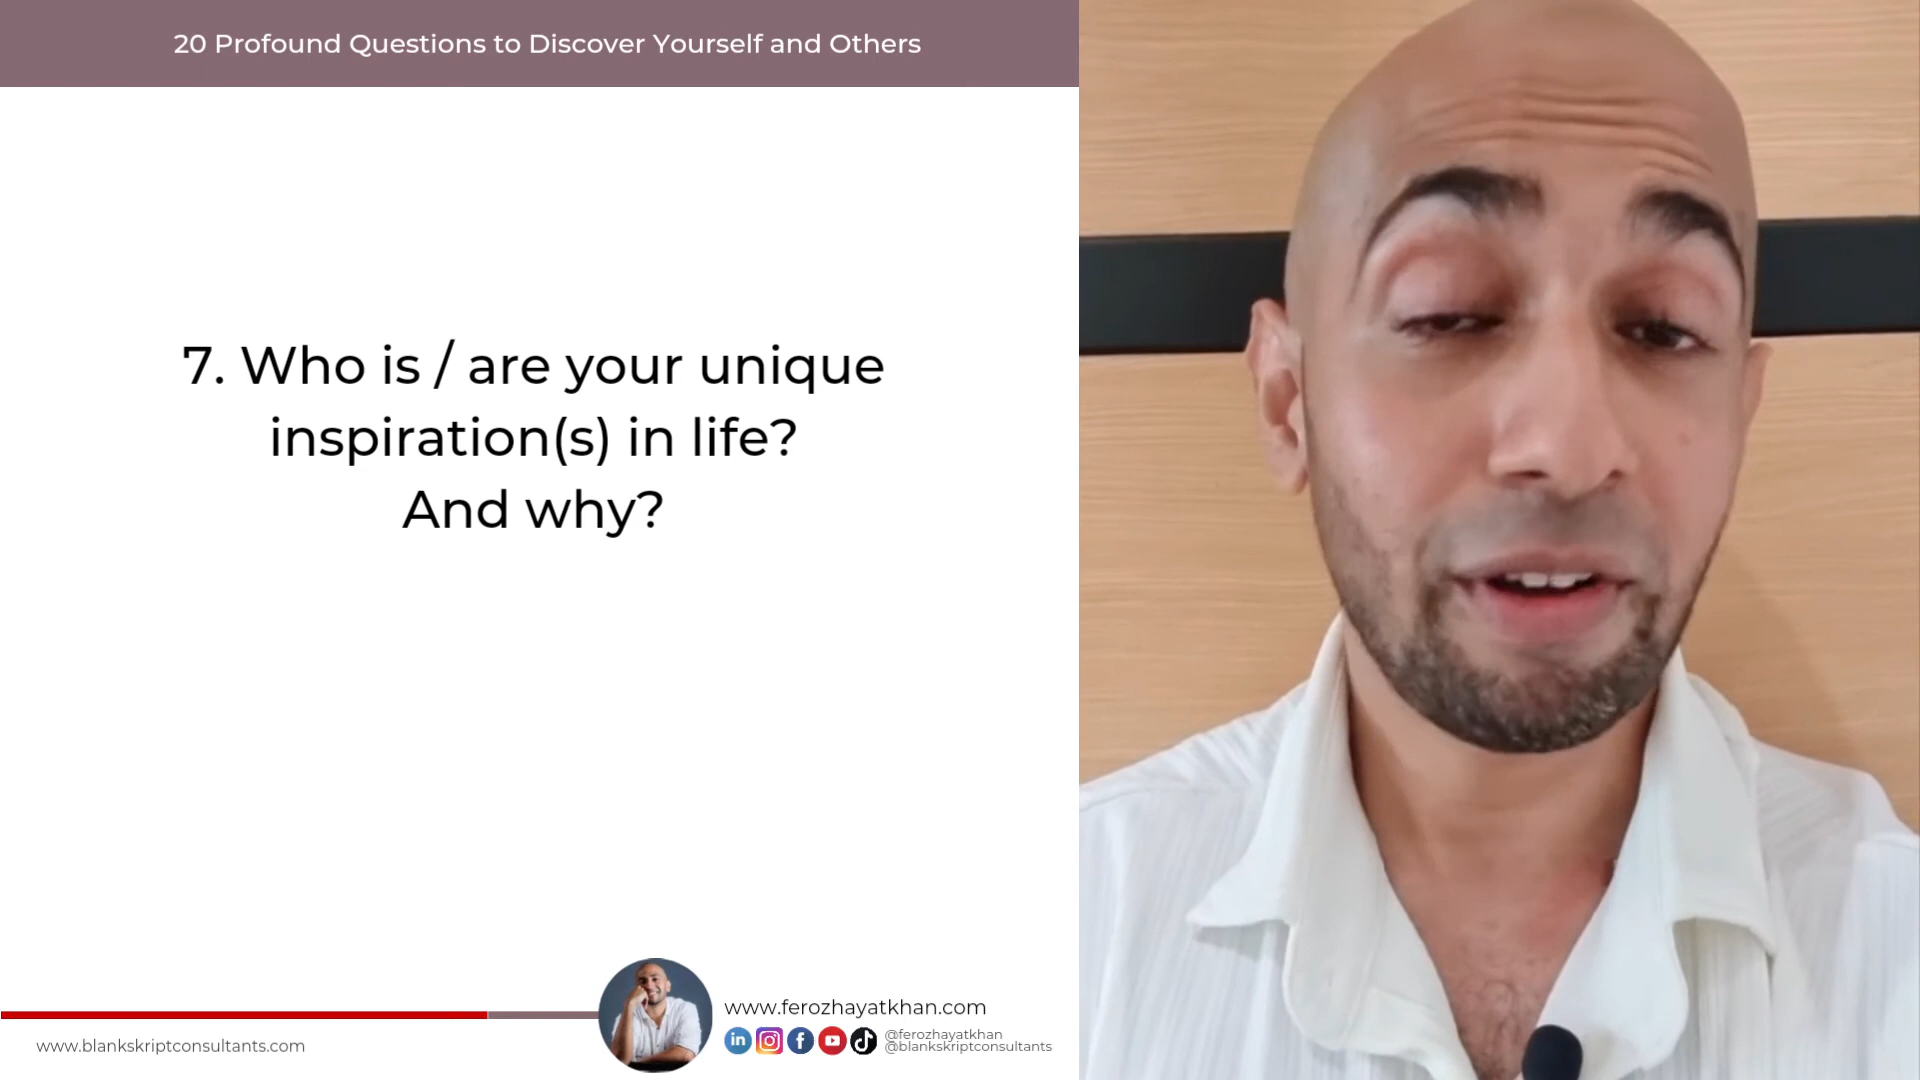 20 Profound Questions to Discover Yourself and Others
7. Who is / are your unique
inspiration(s) in life?
And why?
www.ferozhayatkhan.com
@ferozhayatkhan
@blankskriptconsultants
www.blankskriptconsultants.com